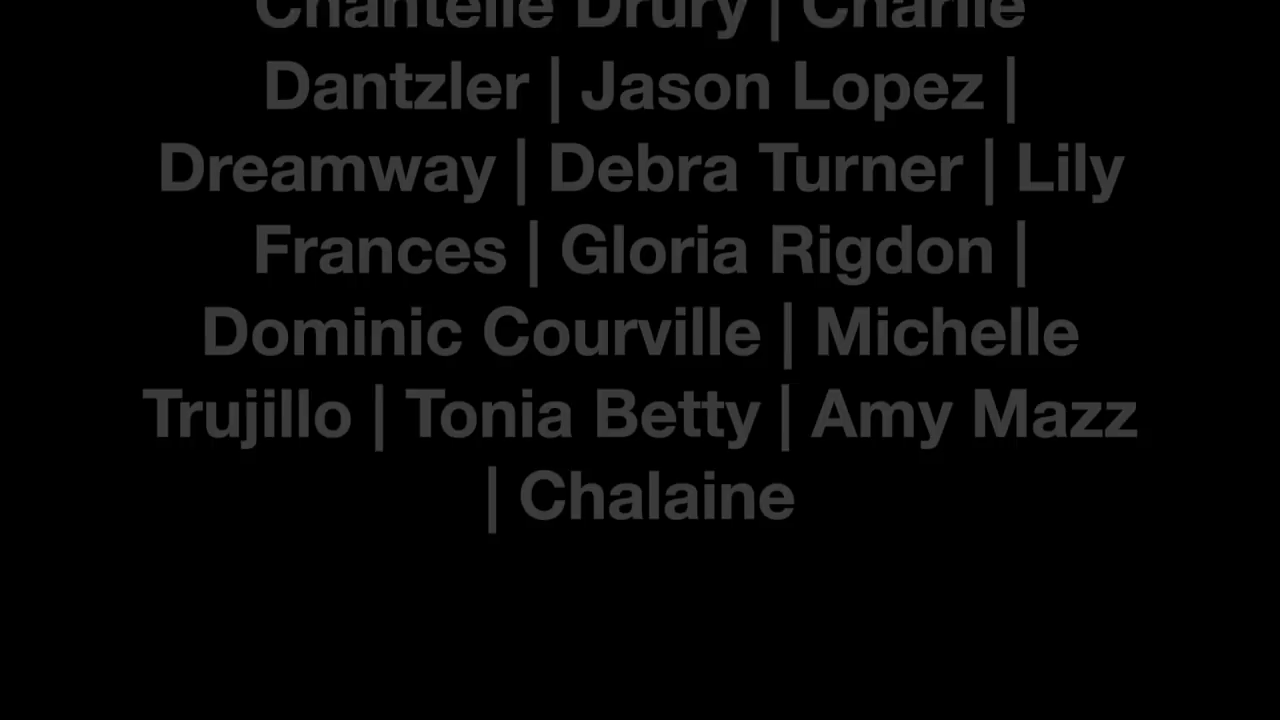 Chantelle Drury | Charlie
Dantzler | Jason Lopez |
Dreamway | Debra Turner | Lily
Frances | Gloria Rigdon |
Dominic Courville | Michelle
Trujillo | Tonia Betty | Amy Mazz
| Chalaine